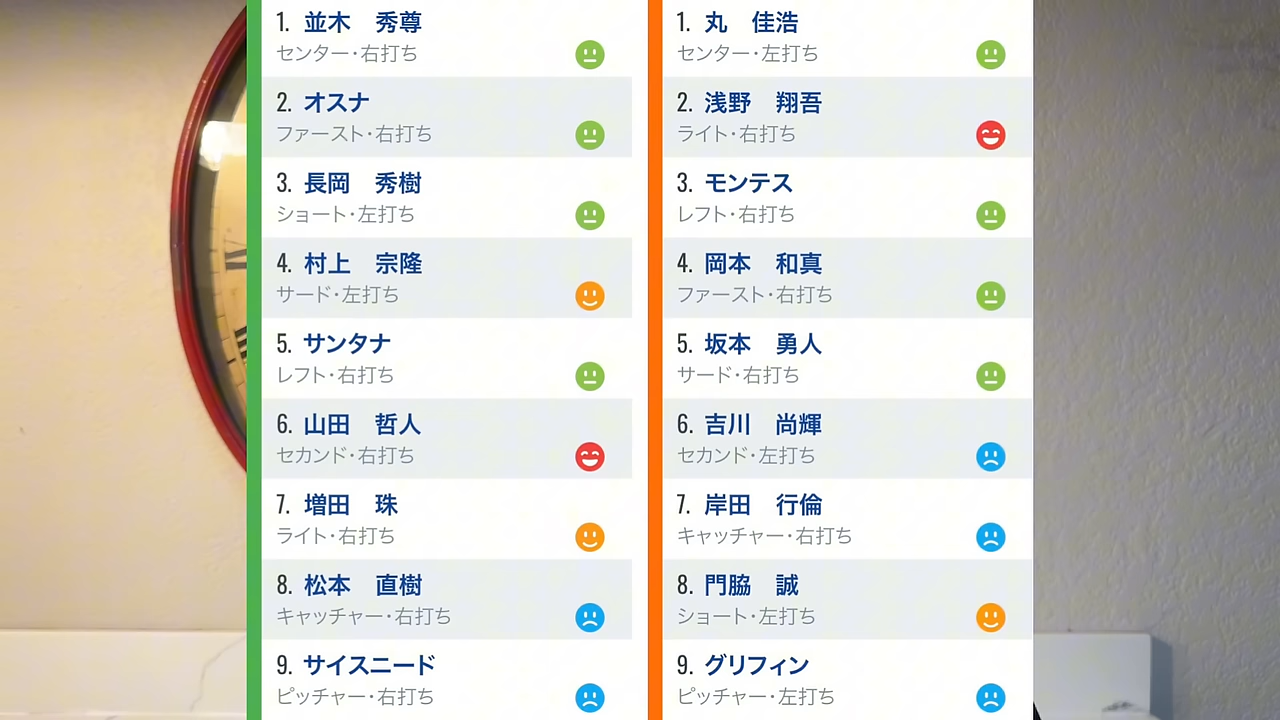 1. 並木　秀尊
センター・右打ち
2. オスナ
ファースト・右打ち
3. 長岡　秀樹
ショート・左打ち
4. 村上　宗隆
サード・左打ち
5. サンタナ
レフト・右打ち
6. 山田　哲人
セカンド・右打ち
7. 増田　珠
ライト・右打ち
8. 松本　直樹
キャッチャー・右打ち
9. サイスニード
ピッチャー・右打ち
1. 丸　佳浩
センター・左打ち
2. 浅野　翔吾
ライト・右打ち
3. モンテス
レフト・右打ち
4. 岡本　和真
ファースト・右打ち
5. 坂本　勇人
サード・右打ち
6. 吉川　尚輝
セカンド・左打ち
7. 岸田　行倫
キャッチャー・右打ち
8. 門脇　誠
ショート・左打ち
9. グリフィン
ピッチャー・左打ち